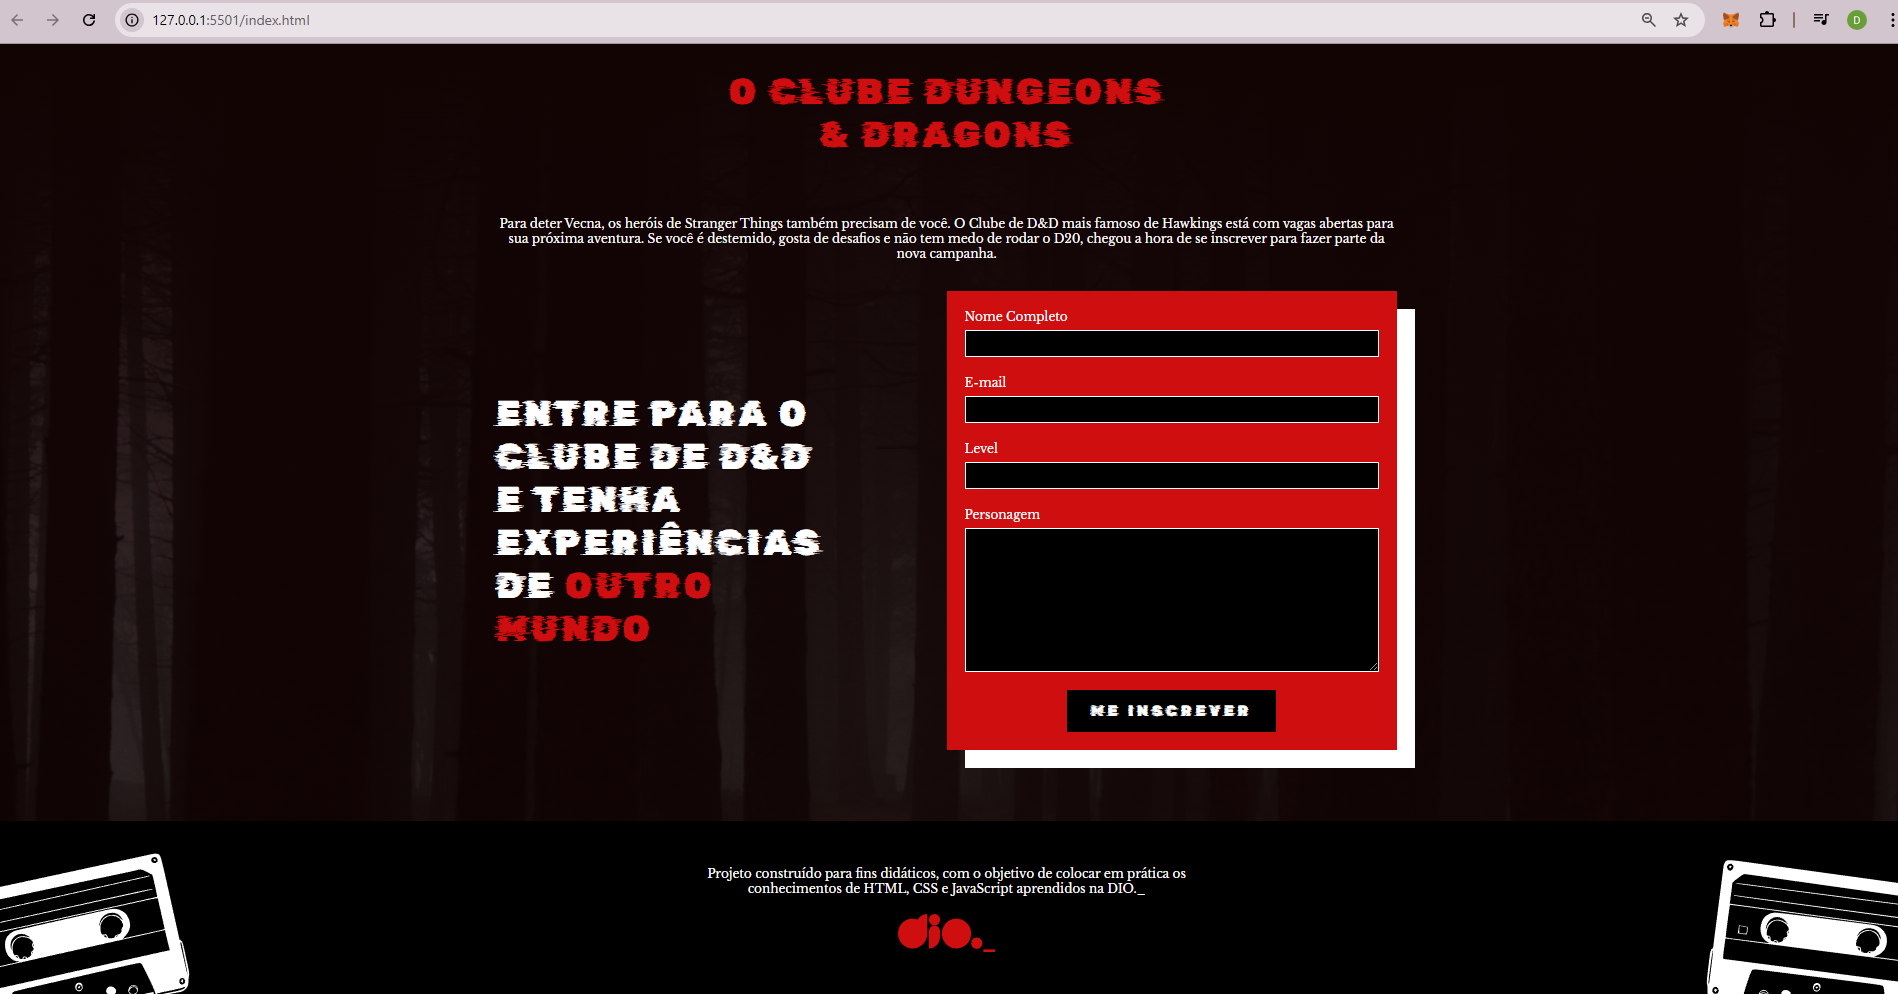 127.0.0.1:5501/index.html
D
O CLUBE DUNGEONS
& DRAGONS
Para deter Vecna, os heróis de Stranger Things também precisam de você. O Clube de D&D mais famoso de Hawkings está com vagas abertas para
sua próxima aventura. Se você é destemido, gosta de desafios e não tem medo de rodar o D20, chegou a hora de se inscrever para fazer parte da
nova campanha.
ENTRE PARA O
CLUBE DE D&D
E TENHA
EXPERIÊNCIAS
DE OUTRO
MUNDO
Nome Completo
E-mail
Level
Personagem
ME INSCREVER
Projeto construído para fins didáticos, com o objetivo de colocar em prática os
conhecimentos de HTML, CSS e JavaScript aprendidos na DIO._
dio._